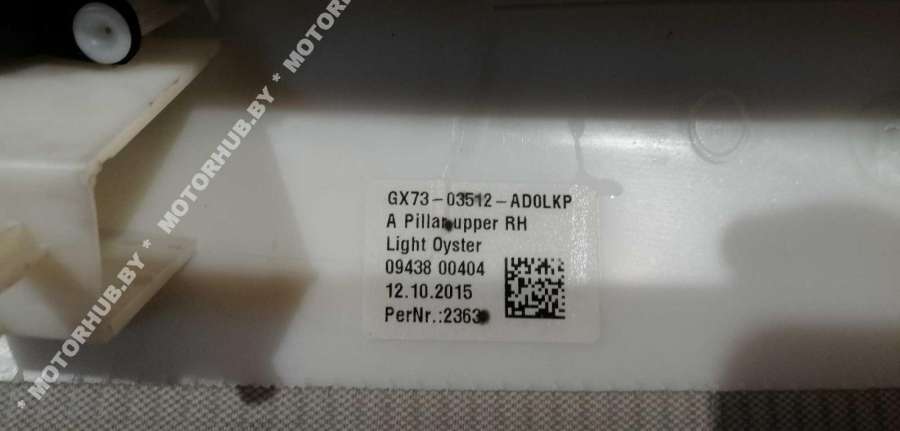 MOTORHUB.BY * MOTORHUB.BY * MOTORHUB.BY *
GX73-03512-AD0LKP
A Pillar upper RH
Light Oyster
09438 00404
12.10.2015
PerNr.:2363